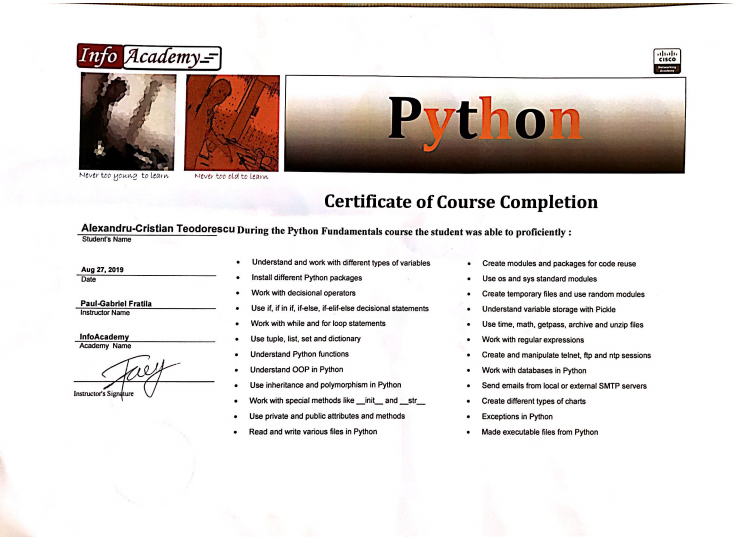 Info Academy
CISCO
Networking
Academy
Python
Never too young to learn
Never too old to learn
Certificate of Course Completion
Alexandru-Cristian Teodorescu During the Python Fundamentals course the student was able to proficiently :
Student's Name
Aug 27, 2019
Date
Paul-Gabriel Fratila
Instructor Name
InfoAcademy
Academy Name
Instructor's Signature
• Understand and work with different types of variables
• Install different Python packages
• Work with decisional operators
• Use if, if in if, if-else, if-elif-else decisional statements
• Work with while and for loop statements
• Use tuple, list, set and dictionary
• Understand Python functions
• Understand OOP in Python
• Use inheritance and polymorphism in Python
• Work with special methods like __init__ and __str__
• Use private and public attributes and methods
• Read and write various files in Python
• Create modules and packages for code reuse
• Use os and sys standard modules
• Create temporary files and use random modules
• Understand variable storage with Pickle
• Use time, math, getpass, archive and unzip files
• Work with regular expressions
• Create and manipulate telnet, ftp and ntp sessions
• Work with databases in Python
• Send emails from local or external SMTP servers
• Create different types of charts
• Exceptions in Python
• Made executable files from Python